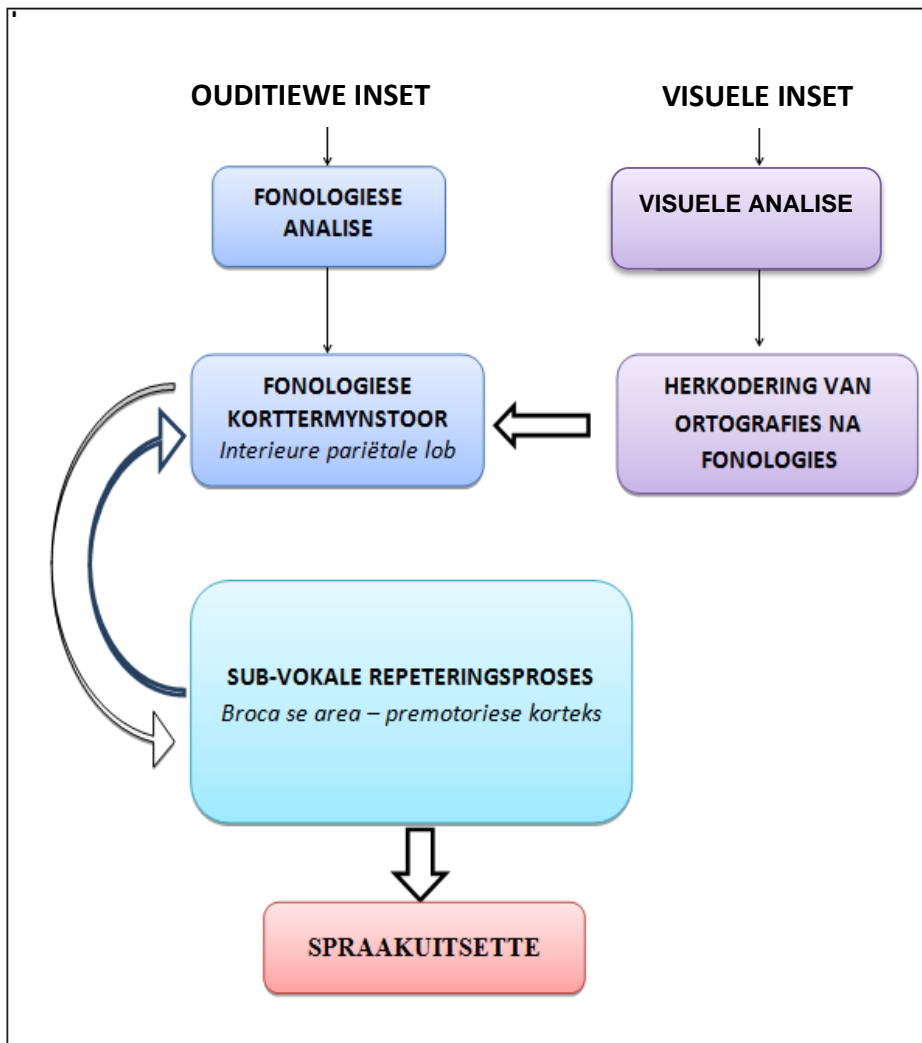 OUDITIEWE INSET
VISUELE INSET
FONOLOGIESE
ANALISE
VISUELE ANALISE
FONOLOGIESE
KORTTERMYNSTOOR
Interieure pariëtale lob
HERKODERING VAN
ORTOGRAFIES NA
FONOLOGIES
SUB-VOKALE REPETERINGSPROSES
Broca se area – premotoriese korteks
SPRAAKUITSETTE